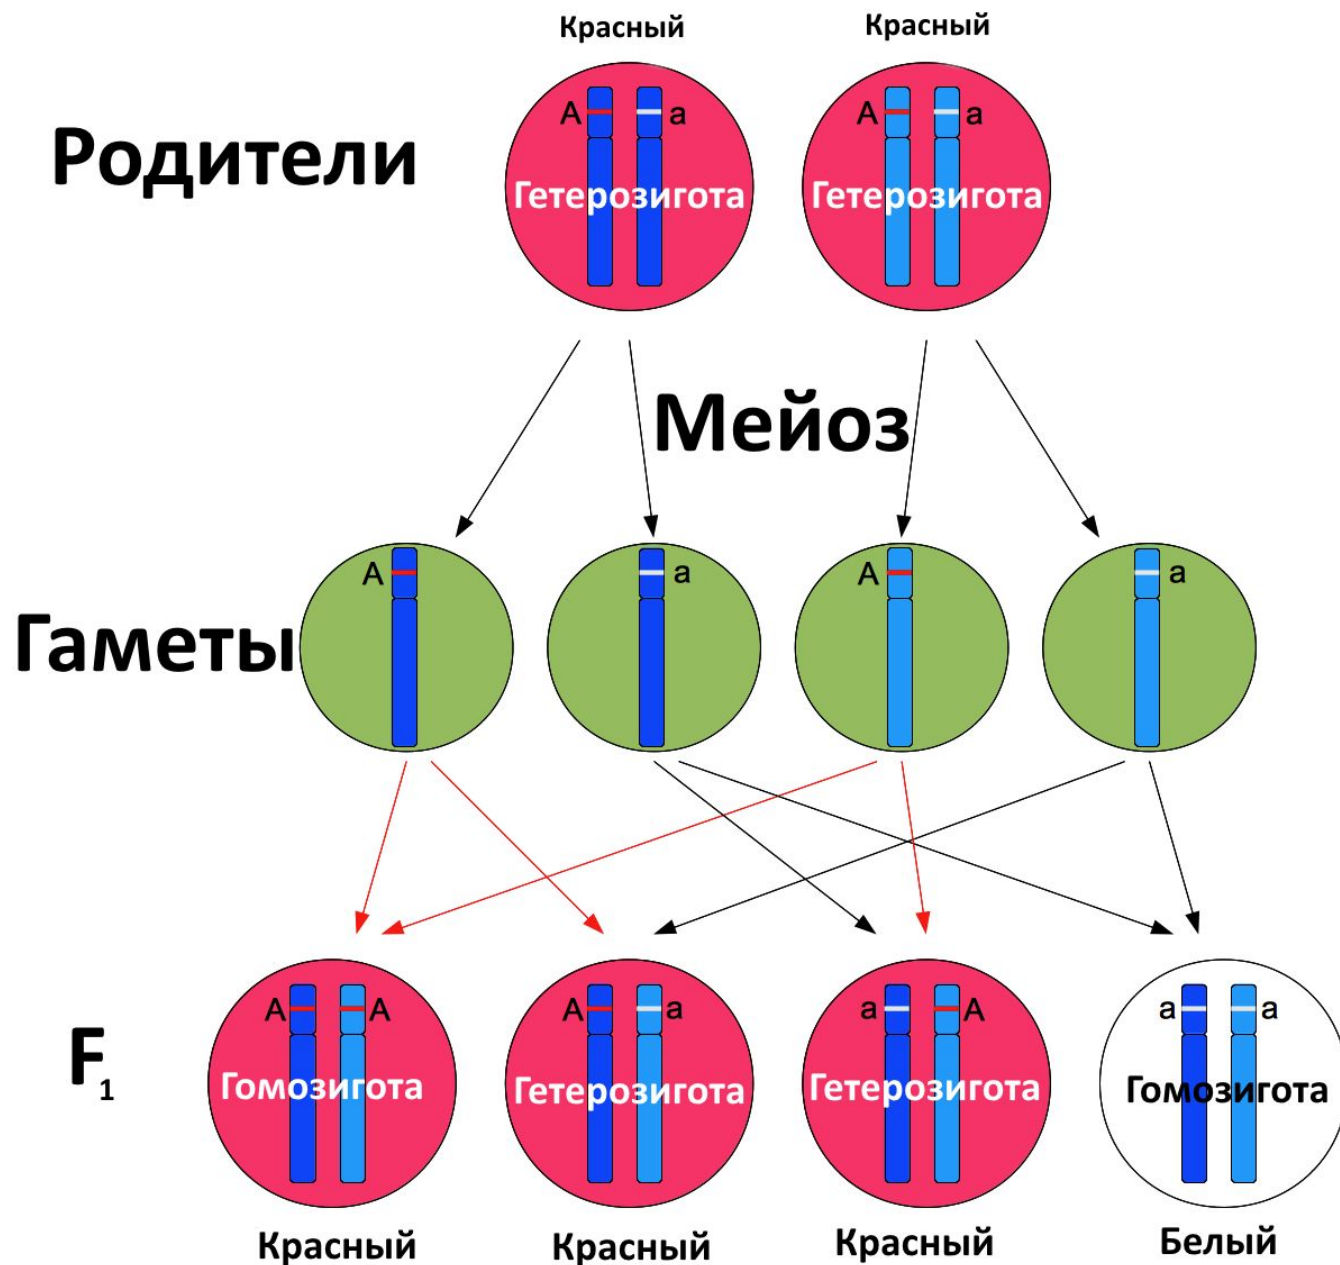 Красный Красный
Родители
A a A a
Гетерозигота Гетерозигота
Мейоз
A a A a
Гаметы
F1
A A A a a A a a
Гомозигота Гетерозигота Гетерозигота Гомозигота
Красный Красный Красный Белый